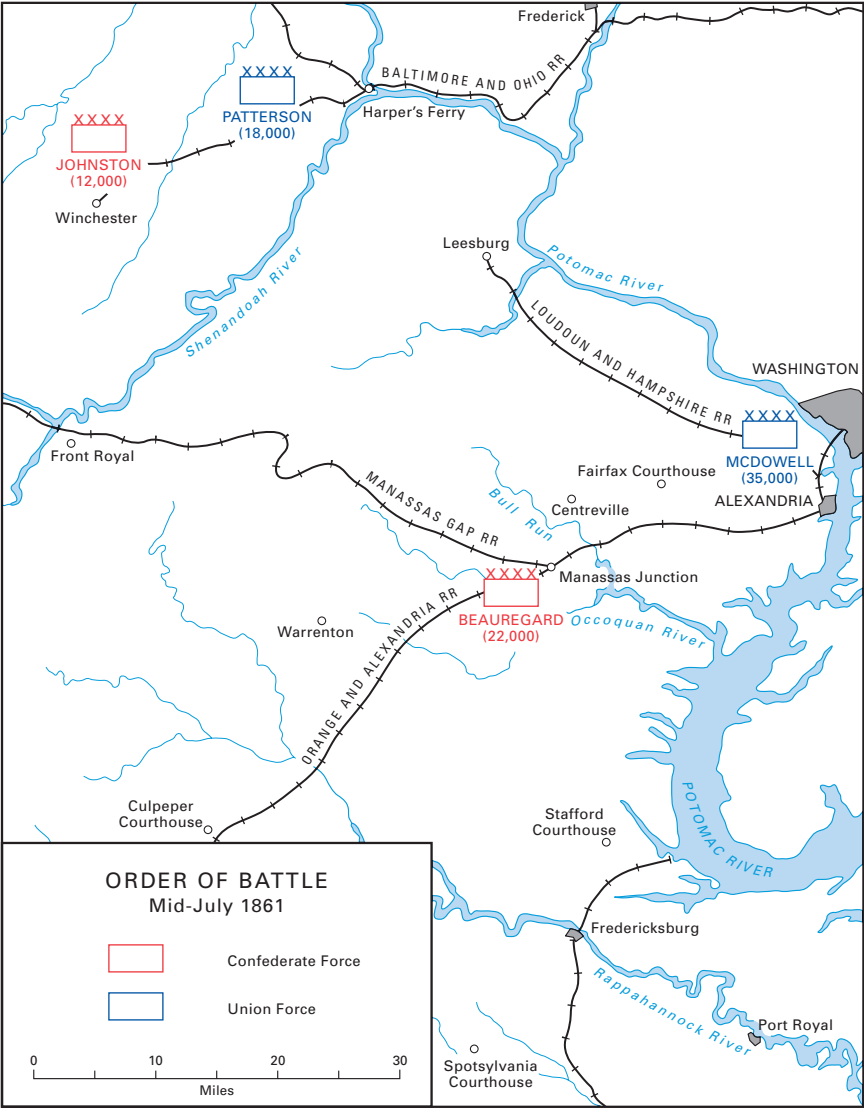 Frederick
BALTIMORE AND OHIO RR
XXXX
PATTERSON
(18,000)
Harper's Ferry
XXXX
JOHNSTON
(12,000)
Winchester
Leesburg
Potomac River
Shenandoah River
LOUDOUN AND HAMPSHIRE RR
WASHINGTON
XXXX
MCDOWELL
(35,000)
Front Royal
Fairfax Courthouse
MANASSAS GAP RR
Bull Run
Centreville
ALEXANDRIA
Manassas Junction
XXXX
BEAUREGARD
(22,000)
Occoquan River
Warrenton
ORANGE AND ALEXANDRIA RR
Culpeper
Courthouse
Stafford
Courthouse
POTOMAC RIVER
Fredericksburg
Rappahannock River
Port Royal
Spotsylvania
Courthouse
ORDER OF BATTLE
Mid-July 1861
Confederate Force
Union Force
0 10 20 30
Miles